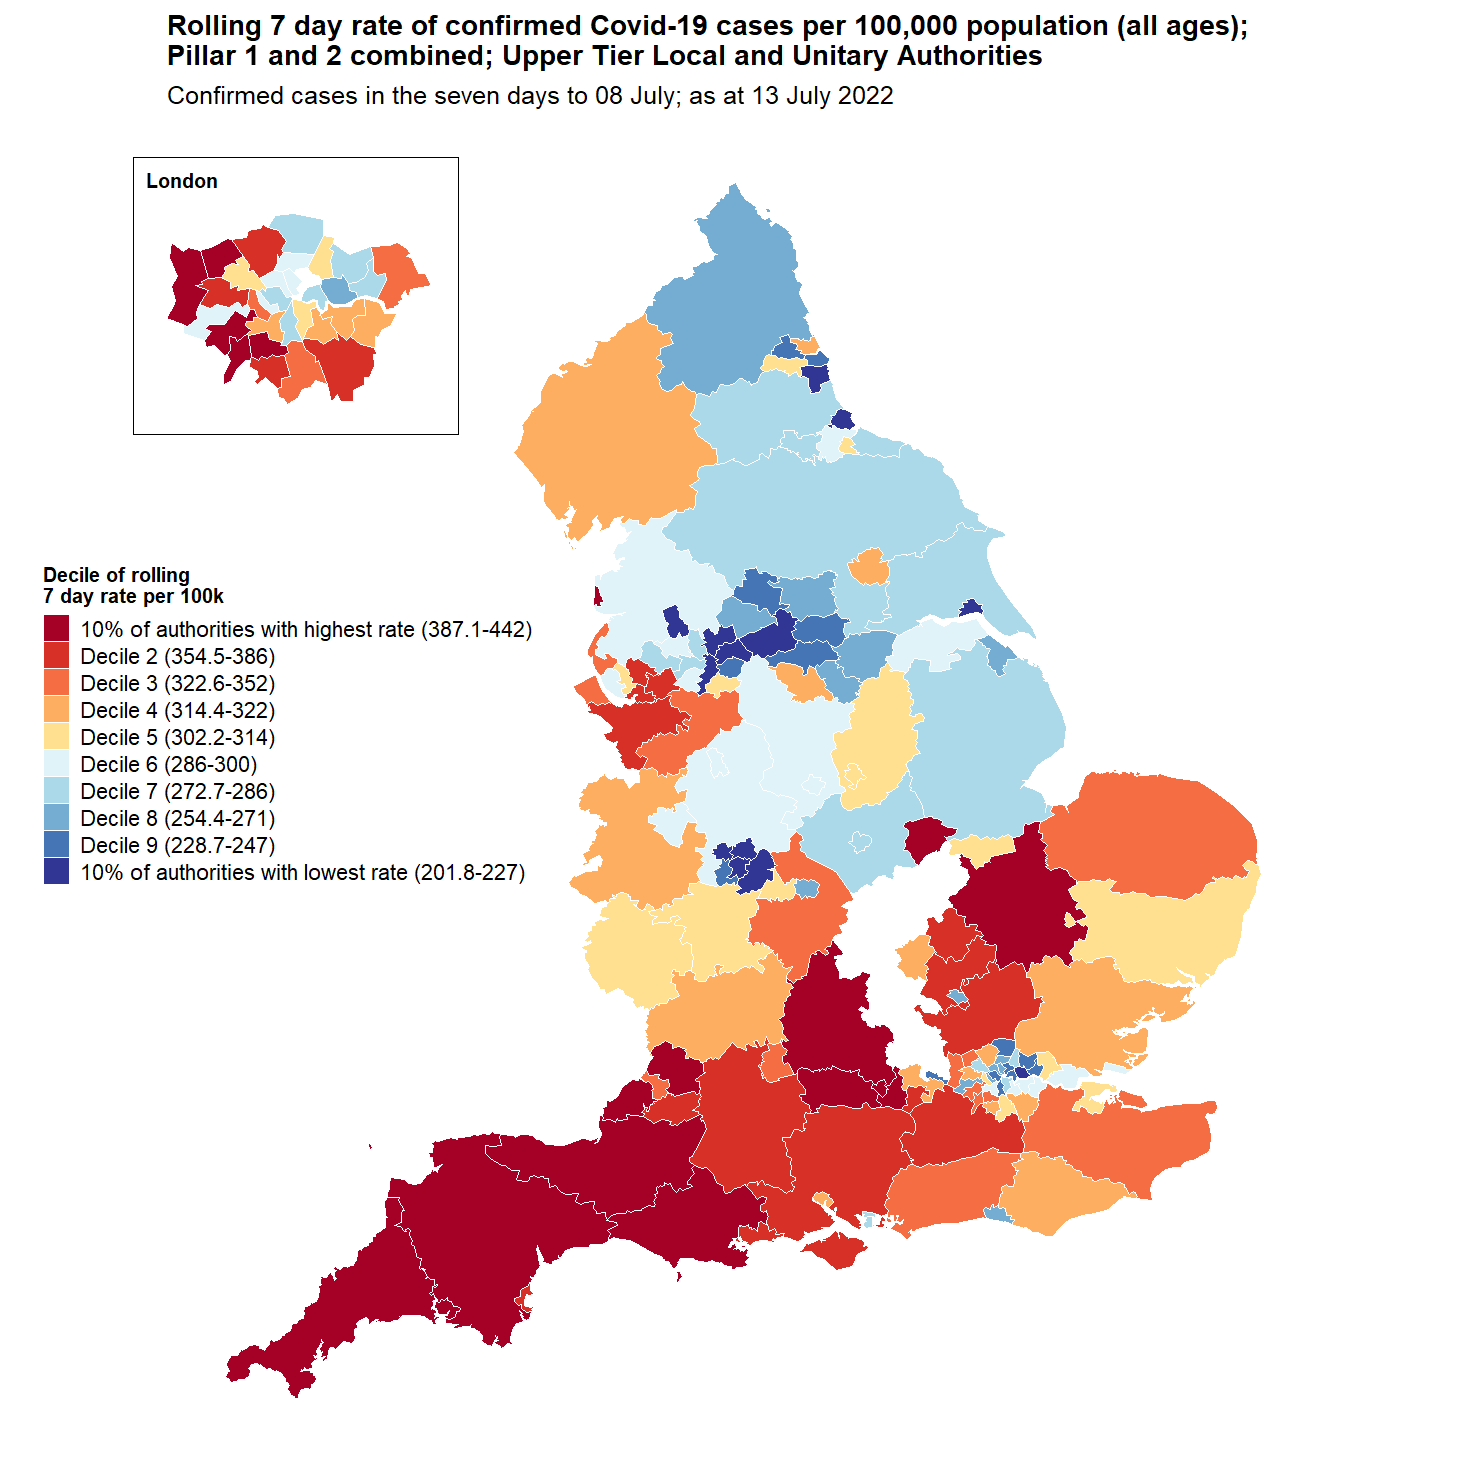 Rolling 7 day rate of confirmed Covid-19 cases per 100,000 population (all ages);
Pillar 1 and 2 combined; Upper Tier Local and Unitary Authorities
Confirmed cases in the seven days to 08 July; as at 13 July 2022
London
Decile of rolling
7 day rate per 100k
10% of authorities with highest rate (387.1-442)
Decile 2 (354.5-386)
Decile 3 (322.6-352)
Decile 4 (314.4-322)
Decile 5 (302.2-314)
Decile 6 (286-300)
Decile 7 (272.7-286)
Decile 8 (254.4-271)
Decile 9 (228.7-247)
10% of authorities with lowest rate (201.8-227)